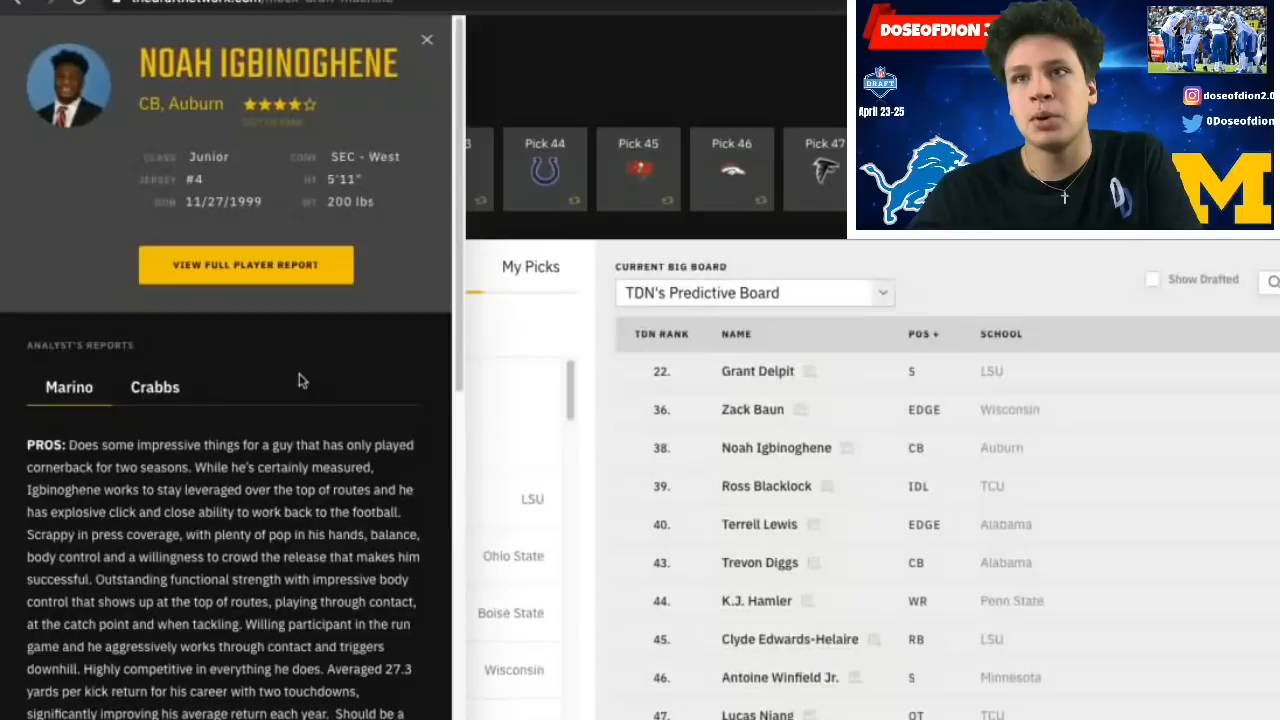 NOAH IGBINOGHENE
CB, Auburn
CLASS Junior CONF SEC - West
JERSEY #4 HT 5'11"
DOB 11/27/1999 WT 200 lbs
VIEW FULL PLAYER REPORT
ANALYST'S REPORTS
Marino Crabbs
PROS: Does some impressive things for a guy that has only played
cornerback for two seasons. While he's certainly measured,
Igbinoghene works to stay leveraged over the top of routes and he
has explosive click and close ability to work back to the football.
Scrappy in press coverage, with plenty of pop in his hands, balance,
body control and a willingness to crowd the release that makes him
successful. Outstanding functional strength with impressive body
control that shows up at the top of routes, playing through contact,
at the catch point and when tackling. Willing participant in the run
game and he aggressively works through contact and triggers
downhill. Highly competitive in everything he does. Averaged 27.3
yards per kick return for his career with two touchdowns,
significantly improving his average return each year. Should be a
3 Pick 44 Pick 45 Pick 46 Pick 47
My Picks
LSU
Ohio State
Boise State
Wisconsin
CURRENT BIG BOARD
TDN's Predictive Board
Show Drafted
TDN RANK NAME POS + SCHOOL
22. Grant Delpit S LSU
36. Zack Baun EDGE Wisconsin
38. Noah Igbinoghene CB Auburn
39. Ross Blacklock IDL TCU
40. Terrell Lewis EDGE Alabama
43. Trevon Diggs CB Alabama
44. K.J. Hamler WR Penn State
45. Clyde Edwards-Helaire RB LSU
46. Antoine Winfield Jr. S Minnesota
47. Lucas Niang OT TCU
DOSEOFDION
NFL
DRAFT
April 23-25
doseofdion2.0
0Doseofdion
M